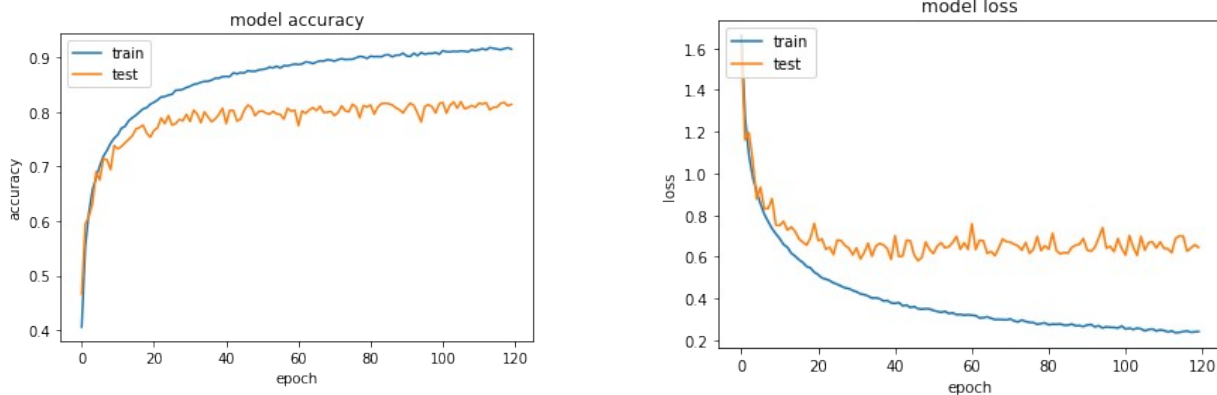 model accuracy
train
test
accuracy
0.9
0.8
0.7
0.6
0.5
0.4
0 20 40 60 80 100 120
epoch
model loss
train
test
loss
1.6
1.4
1.2
1.0
0.8
0.6
0.4
0.2
0 20 40 60 80 100 120
epoch